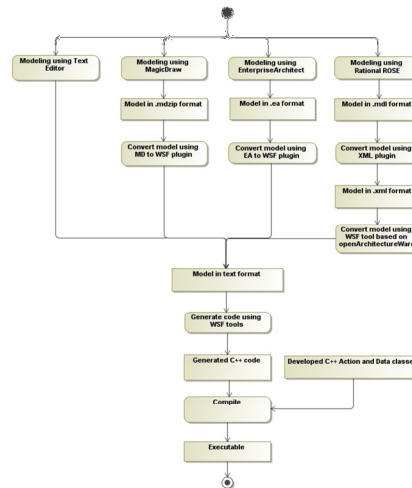 Modeling using Text
Editor
Modeling using
MagicDraw
Modeling using
EnterpriseArchitect
Modeling using
Rational ROSE
Model in .mdzip format
Model in .ea format
Model in .mdl format
Convert model using
MD to WSF plugin
Convert model using
EA to WSF plugin
Convert model using
XML plugin
Model in .xml format
Convert model using
WSF tool based on
openArchitectureWare
Model in text format
Generate code using
WSF tools
Generated C++ code
Developed C++ Action and Data classe
Compile
Executable